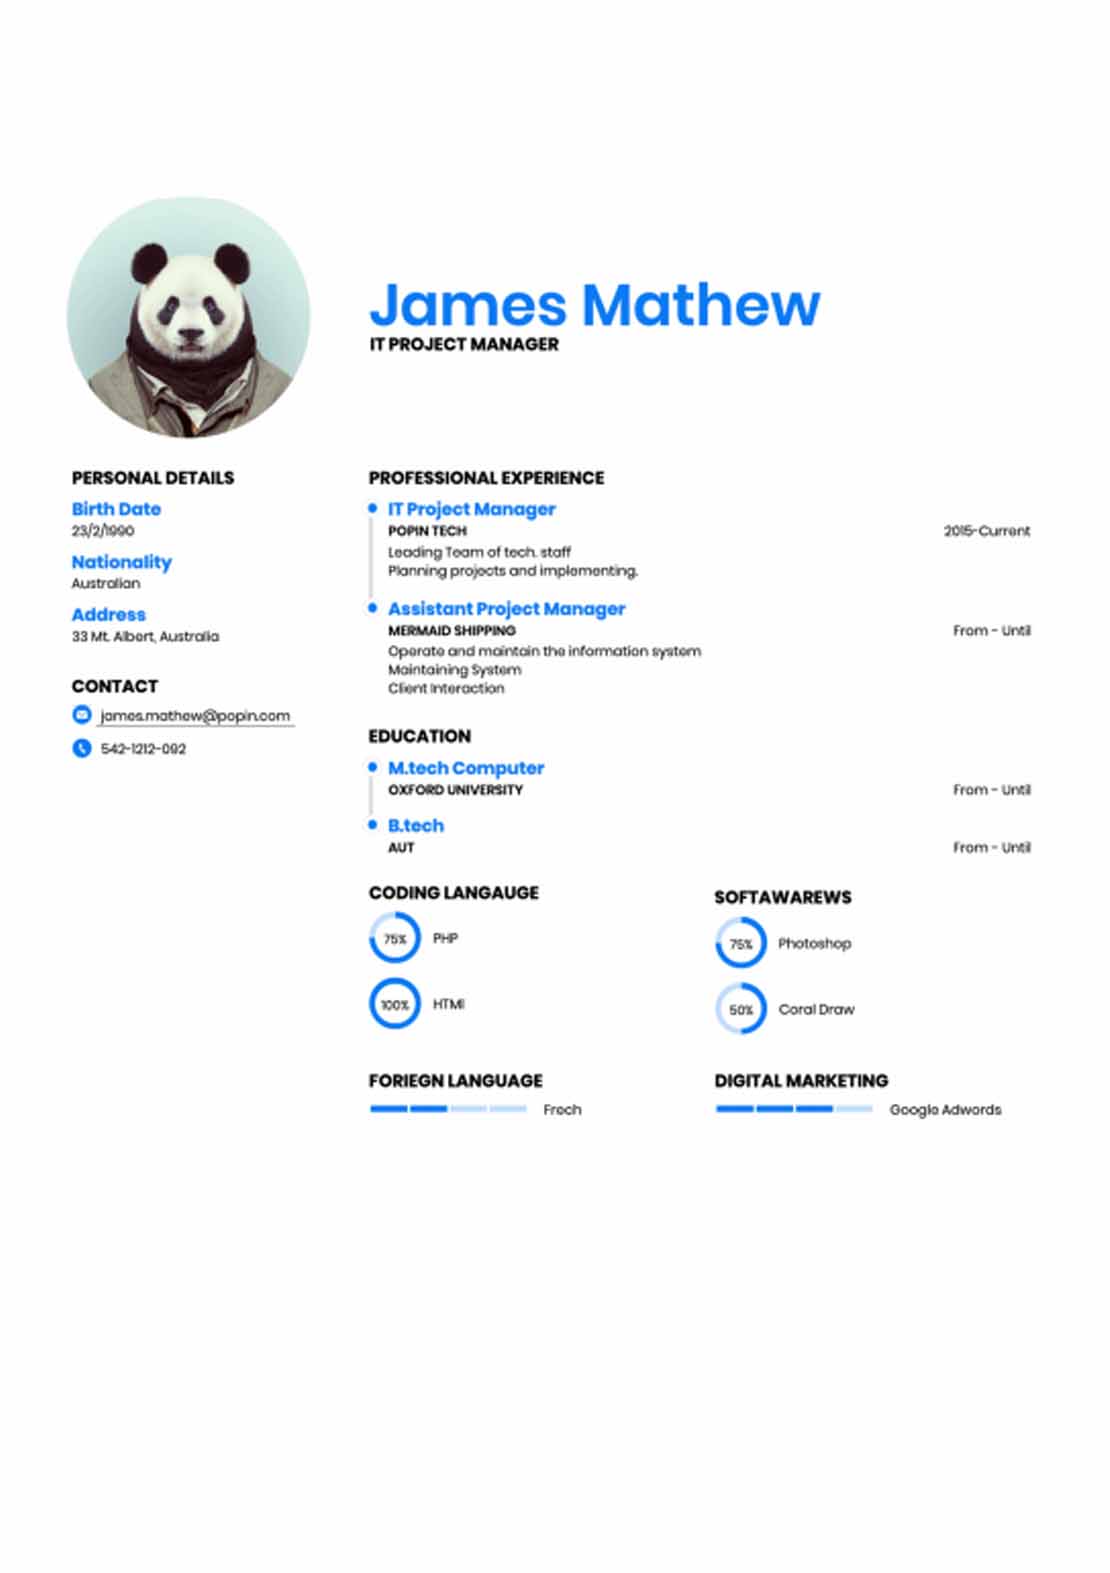 James Mathew
IT PROJECT MANAGER
PERSONAL DETAILS
Birth Date
23/2/1990
Nationality
Australian
Address
33 Mt. Albert, Australia
CONTACT
james.mathew@popin.com
542-1212-092
PROFESSIONAL EXPERIENCE
IT Project Manager
POPIN TECH
2015-Current
Leading Team of tech. staff
Planning projects and implementing.
Assistant Project Manager
MERMAID SHIPPING
From - Until
Operate and maintain the information system
Maintaining System
Client Interaction
EDUCATION
M.tech Computer
OXFORD UNIVERSITY
From - Until
B.tech
AUT
From - Until
CODING LANGAUGE
75% PHP
100% HTMl
SOFTAWAREWS
75% Photoshop
50% Coral Draw
FORIEGN LANGUAGE
Frech
DIGITAL MARKETING
Google Adwords